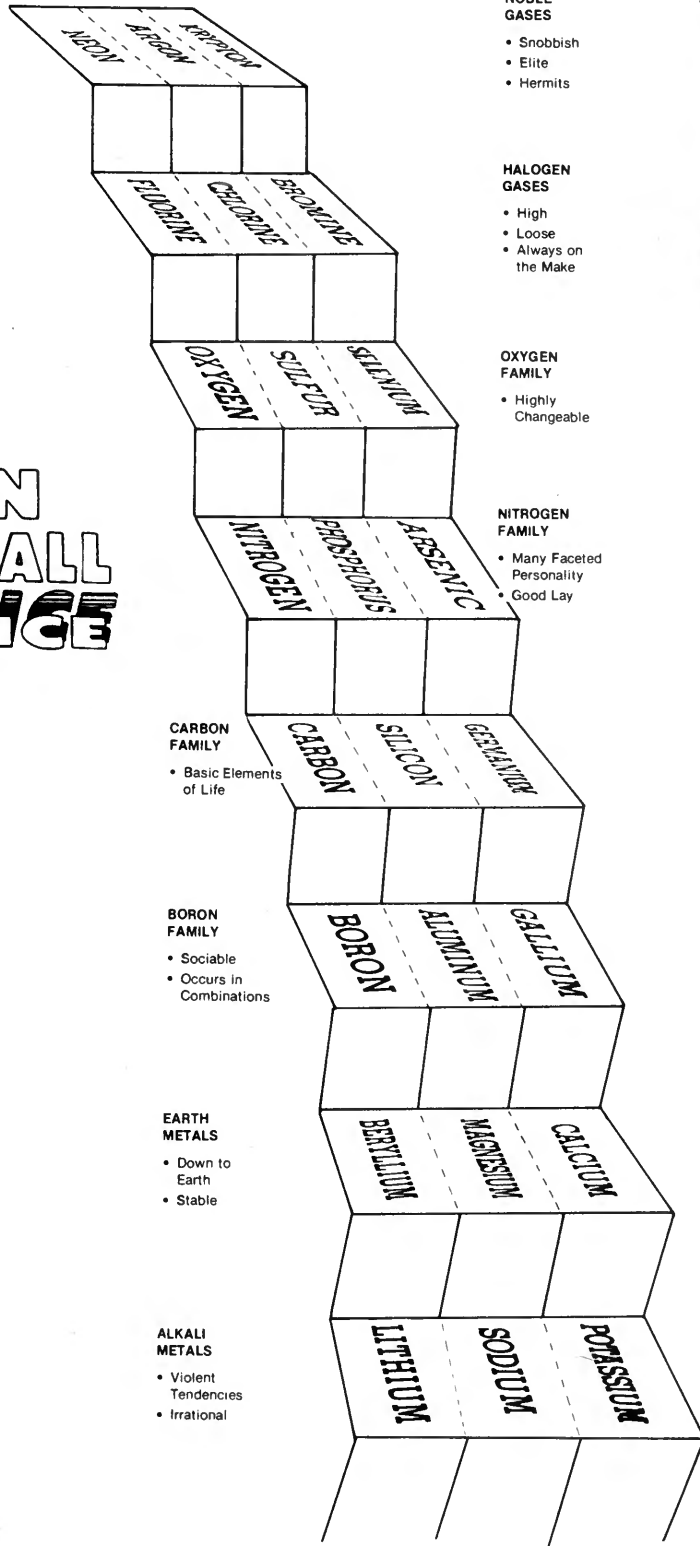 NOBLE
GASES
• Snobbish
• Elite
• Hermits
NEON
ARGON
KRYPTON
HALOGEN
GASES
• High
• Loose
• Always on
the Make
FLUORINE
CHLORINE
BROMINE
OXYGEN
FAMILY
• Highly
Changeable
OXYGEN
SULFUR
SELENIUM
N
ALL
ICE
NITROGEN
FAMILY
• Many Faceted
Personality
• Good Lay
NITROGEN
PHOSPHORUS
ARSENIC
CARBON
FAMILY
• Basic Elements
of Life
CARBON
SILICON
GERMANIUM
BORON
FAMILY
• Sociable
• Occurs in
Combinations
BORON
ALUMINUM
GALLIUM
EARTH
METALS
• Down to
Earth
• Stable
BERYLLIUM
MAGNESIUM
CALCIUM
ALKALI
METALS
• Violent
Tendencies
• Irrational
LITHIUM
SODIUM
POTASSIUM